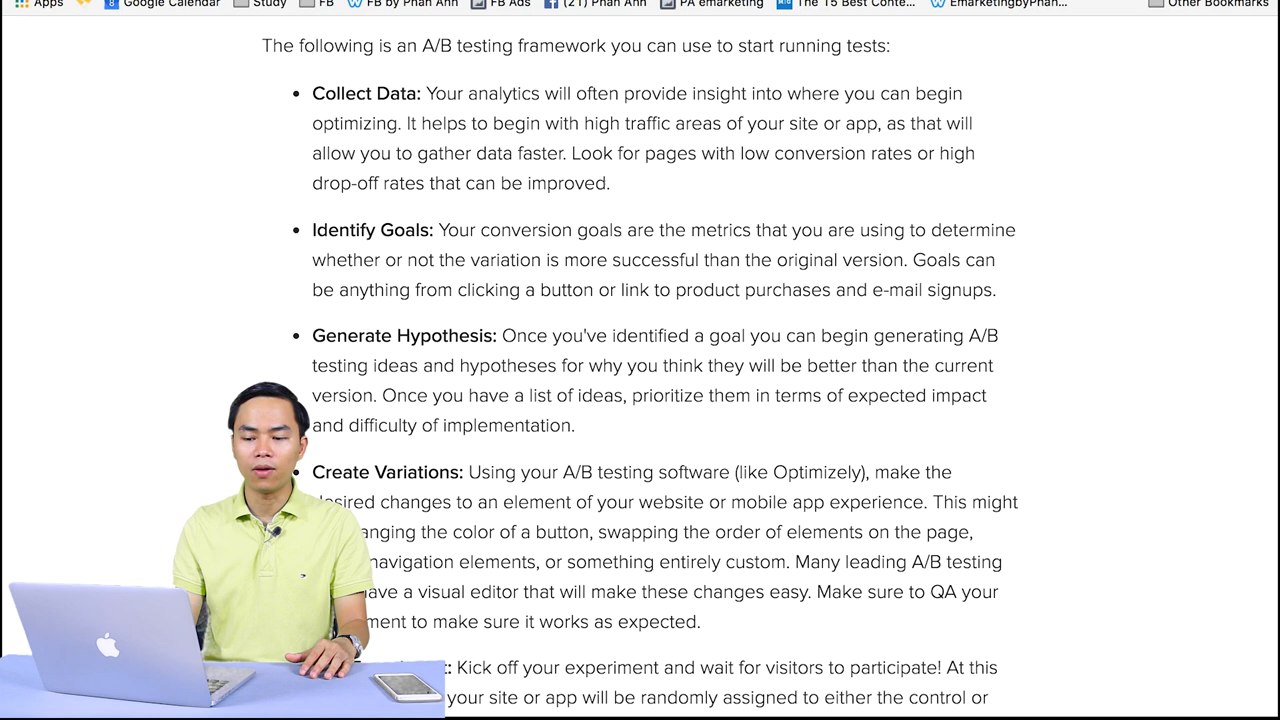 Apps Google Calendar Study FB FB by Phan Anh FB Ads (21) Phan Anh PA emarketing The 15 Best Conte... EmarketingbyPhan... Other Bookmarks
The following is an A/B testing framework you can use to start running tests:
• Collect Data: Your analytics will often provide insight into where you can begin
optimizing. It helps to begin with high traffic areas of your site or app, as that will
allow you to gather data faster. Look for pages with low conversion rates or high
drop-off rates that can be improved.
• Identify Goals: Your conversion goals are the metrics that you are using to determine
whether or not the variation is more successful than the original version. Goals can
be anything from clicking a button or link to product purchases and e-mail signups.
• Generate Hypothesis: Once you've identified a goal you can begin generating A/B
testing ideas and hypotheses for why you think they will be better than the current
version. Once you have a list of ideas, prioritize them in terms of expected impact
and difficulty of implementation.
• Create Variations: Using your A/B testing software (like Optimizely), make the
changes to an element of your website or mobile app experience. This might
the color of a button, swapping the order of elements on the page,
navigation elements, or something entirely custom. Many leading A/B testing
a visual editor that will make these changes easy. Make sure to QA your
to make sure it works as expected.
Kick off your experiment and wait for visitors to participate! At this
your site or app will be randomly assigned to either the control or